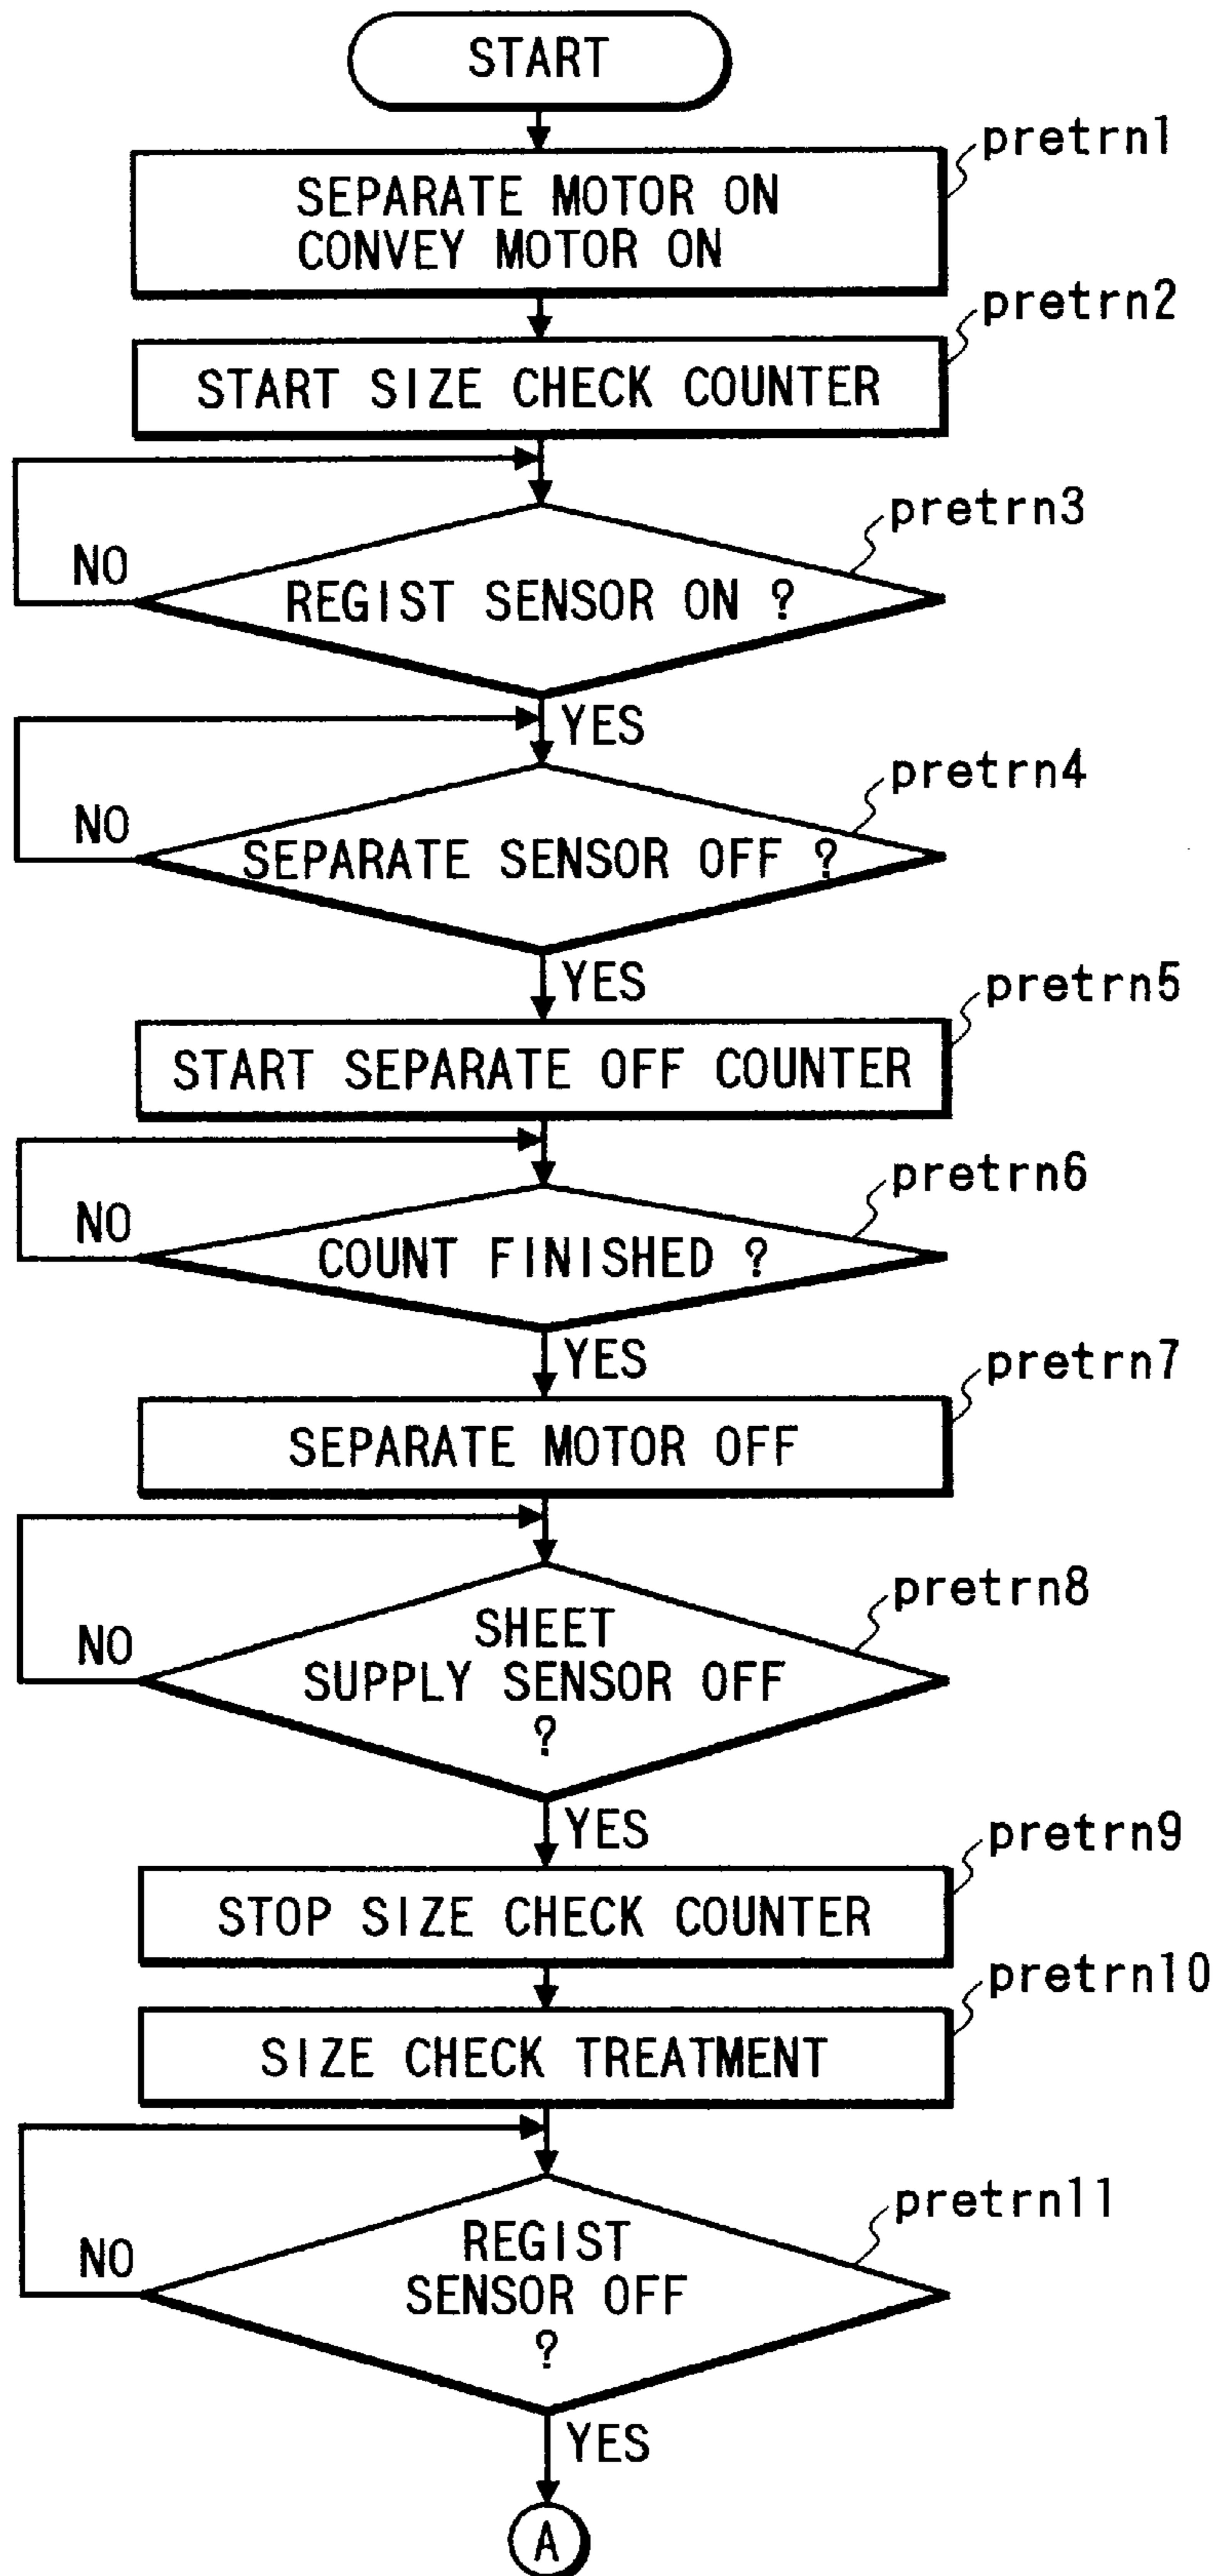 START
pretrn1
SEPARATE MOTOR ON
CONVEY MOTOR ON
pretrn2
START SIZE CHECK COUNTER
pretrn3
NO
REGIST SENSOR ON ?
YES
pretrn4
NO
SEPARATE SENSOR OFF ?
YES
pretrn5
START SEPARATE OFF COUNTER
pretrn6
NO
COUNT FINISHED ?
YES
pretrn7
SEPARATE MOTOR OFF
pretrn8
NO
SHEET
SUPPLY SENSOR OFF
?
YES
pretrn9
STOP SIZE CHECK COUNTER
pretrn10
SIZE CHECK TREATMENT
pretrn11
NO
REGIST
SENSOR OFF
?
YES
A